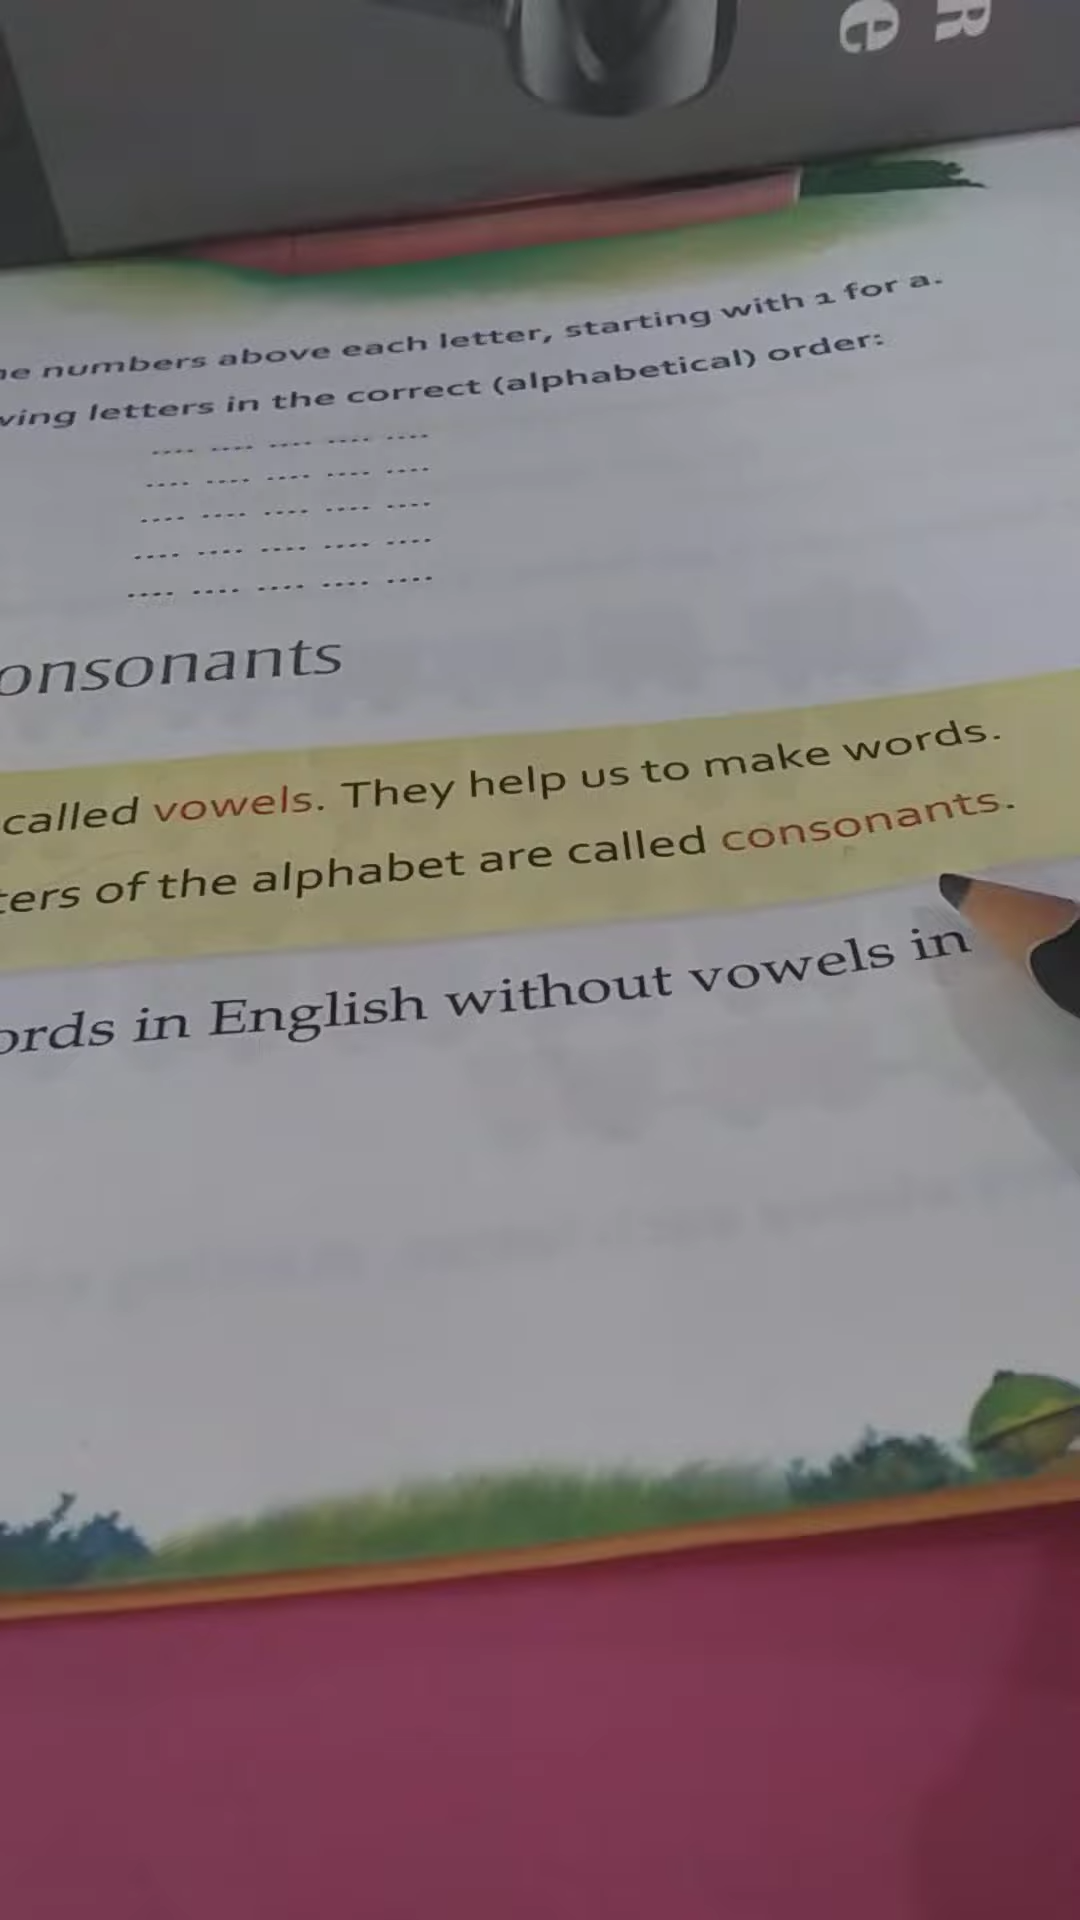 R
e
numbers above each letter, starting with 1 for a.
letters in the correct (alphabetical) order:
.... .... .... .... ....
.... .... .... .... ....
.... .... .... .... ....
.... .... .... .... ....
.... .... .... .... ....
onsonants
called vowels. They help us to make words.
ters of the alphabet are called consonants.
ords in English without vowels in